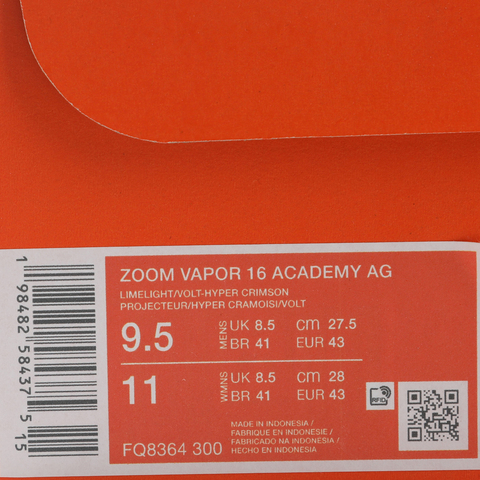 ZOOM VAPOR 16 ACADEMY AG
LIMELIGHT/VOLT-HYPER CRIMSON
PROJECTEUR/HYPER CRAMOISI/VOLT
9.5 MENS UK 8.5 cm 27.5
BR 41 EUR 43
11 WMNS UK 8.5 cm 28
BR 41 EUR 43
RFID
MADE IN INDONESIA /
FABRIQUE EN INDONESIE /
FABRICADO NA INDONÉSIA /
HECHO EN INDONESIA
FQ8364 300
1 98482 58437 5 15